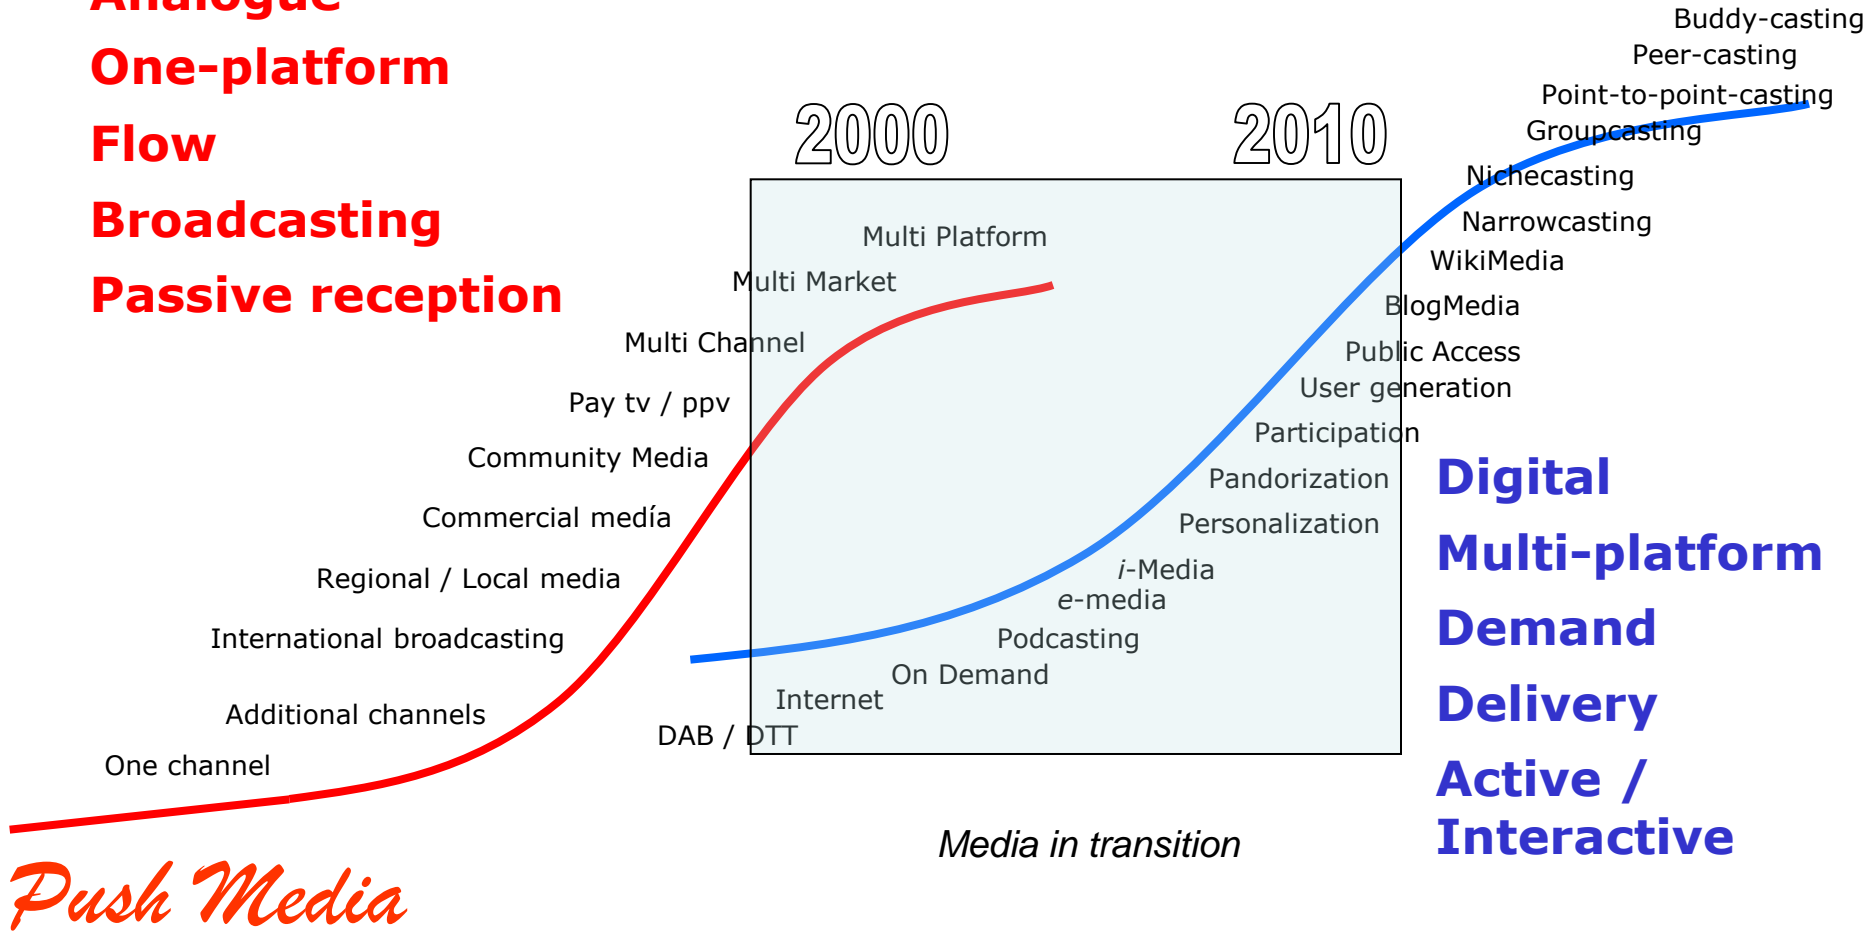 Analogue
One-platform
Flow
Broadcasting
Passive reception
2000
2010
Multi Platform
Multi Market
Multi Channel
Pay tv / ppv
Community Media
Commercial medía
Regional / Local media
International broadcasting
Additional channels
One channel
Push Media
Buddy-casting
Peer-casting
Point-to-point-casting
Groupcasting
Nichecasting
Narrowcasting
WikiMedia
BlogMedia
Public Access
User generation
Participation
Pandorization
Personalization
i-Media
e-media
Podcasting
On Demand
Internet
DAB / DTT
Media in transition
Digital
Multi-platform
Demand
Delivery
Active /
Interactive